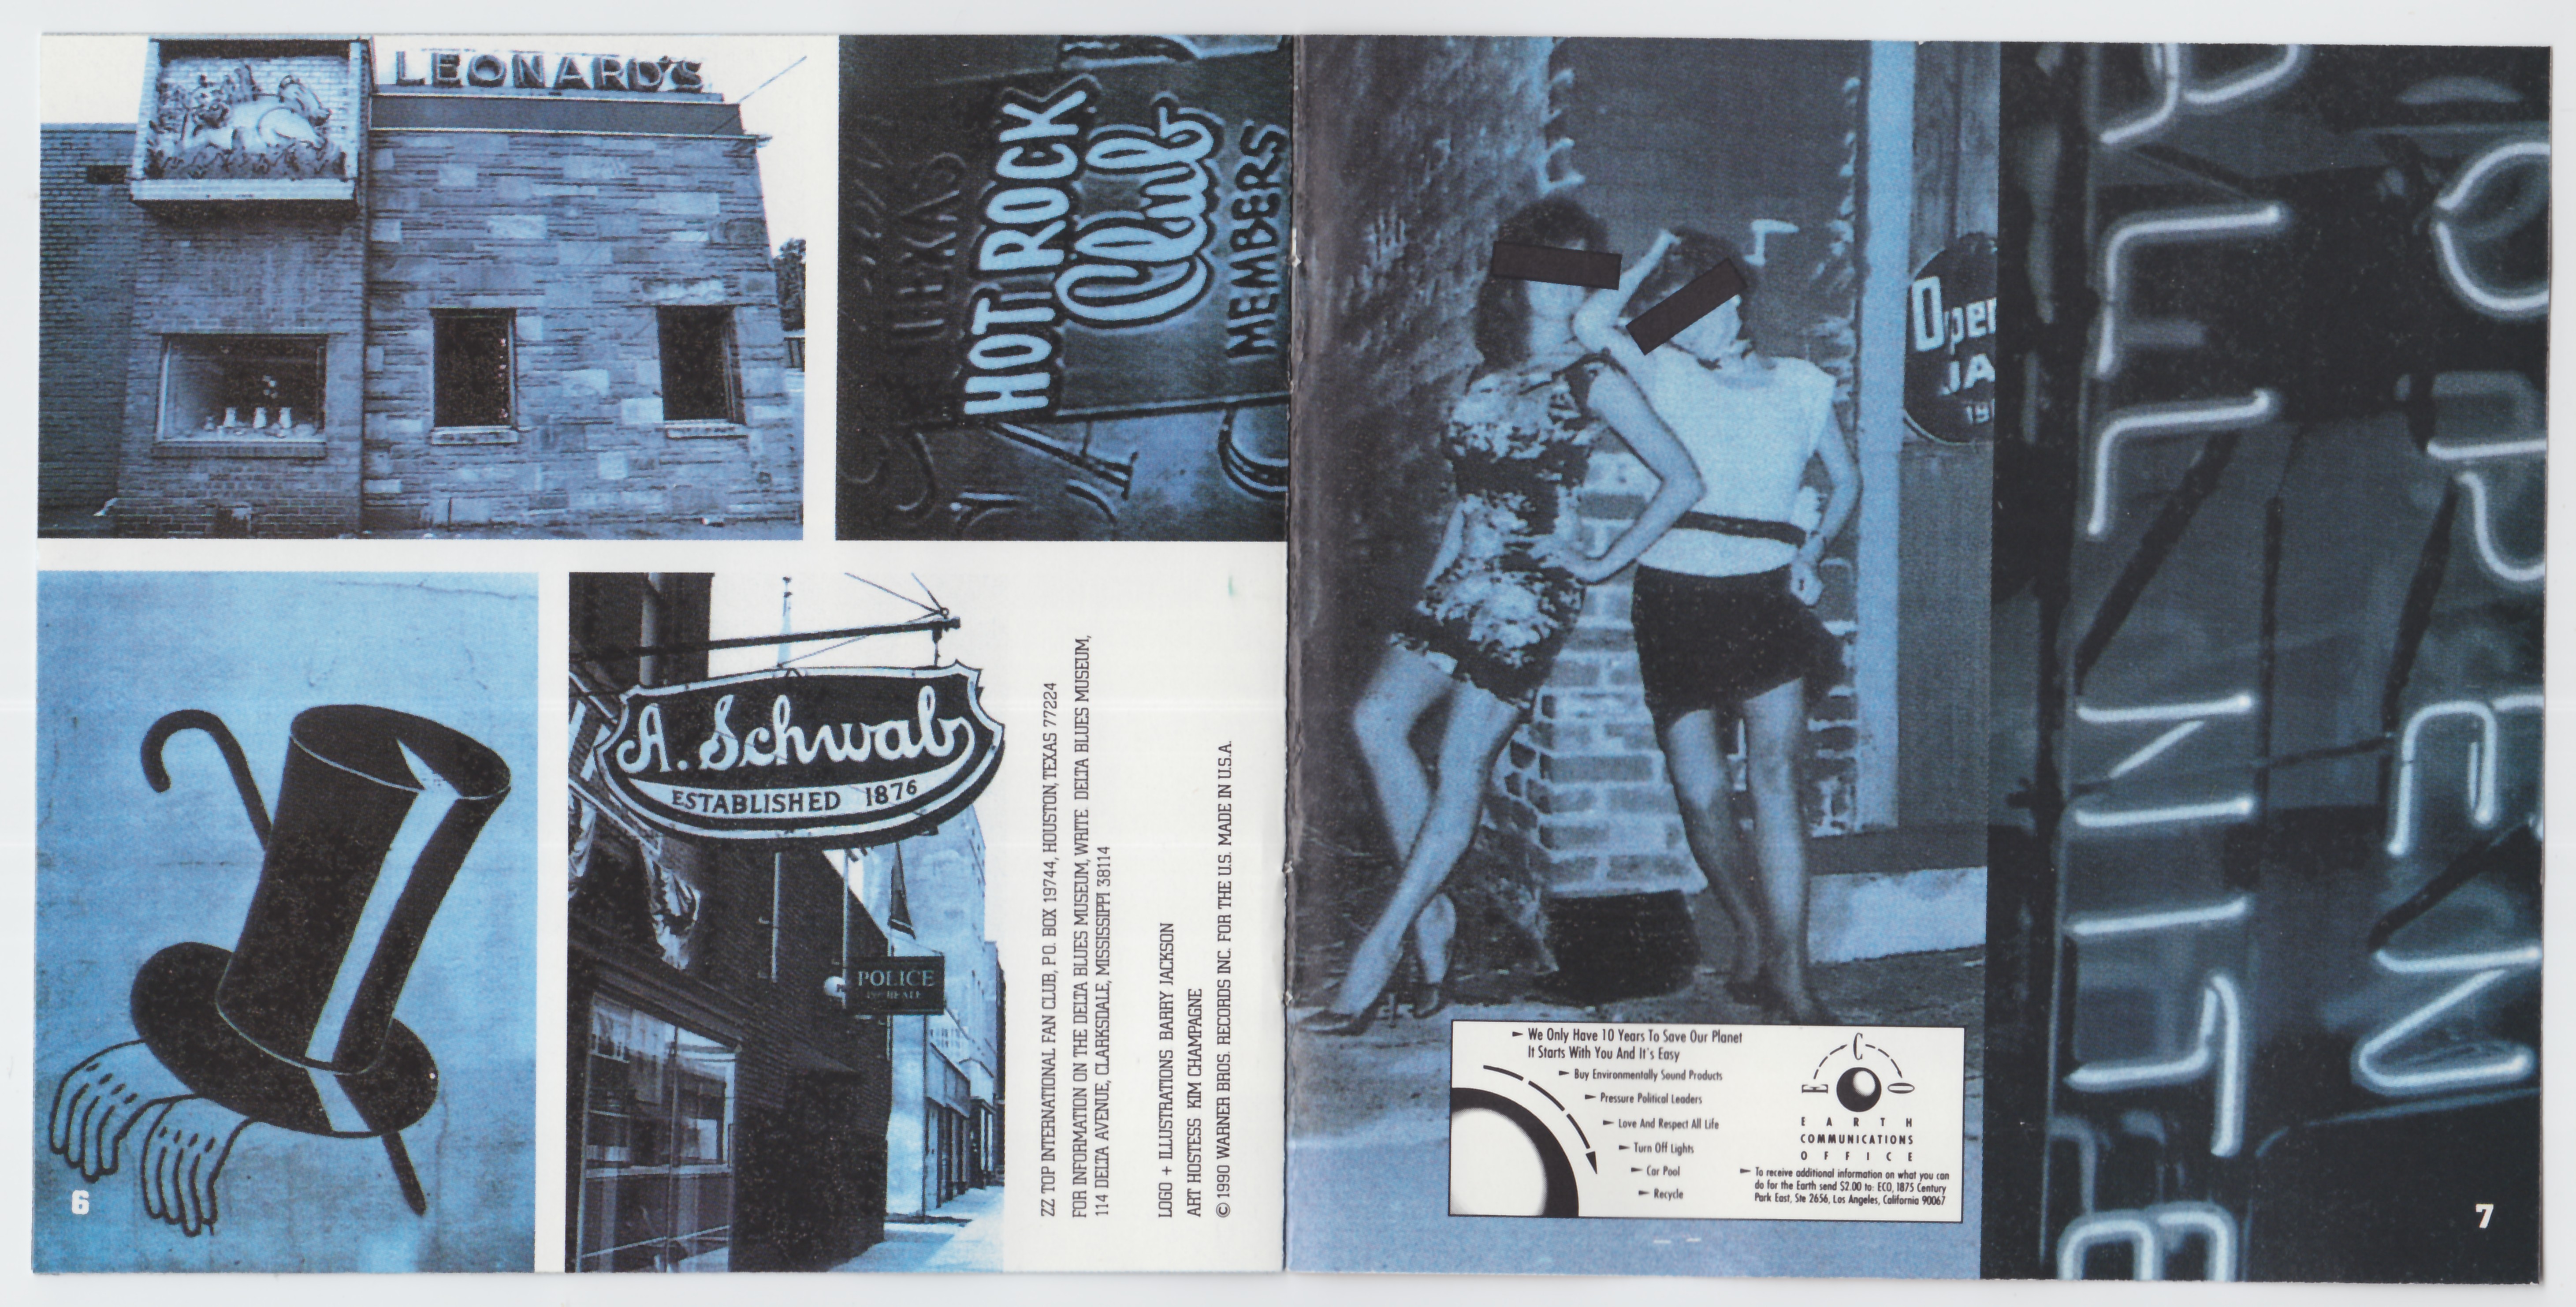 LEONARD'S
TEXAS
HOT ROCK
Club
MEMBERS
A. Schwab
ESTABLISHED 1876
POLICE
ZZ TOP INTERNATIONAL FAN CLUB, P.O. BOX 19744, HOUSTON, TEXAS 77224
FOR INFORMATION ON THE DELTA BLUES MUSEUM, WRITE: DELTA BLUES MUSEUM,
114 DELTA AVENUE, CLARKSDALE, MISSISSIPPI 38114
LOGO + ILLUSTRATIONS BARRY JACKSON
ART HOSTESS KIM CHAMPAGNE
© 1990 WARNER BROS. RECORDS INC. FOR THE U.S. MADE IN U.S.A.
6
Open
JA
We Only Have 10 Years To Save Our Planet
It Starts With You And It's Easy
Buy Environmentally Sound Products
Pressure Political Leaders
Love And Respect All Life
Turn Off Lights
Car Pool
Recycle
E C O
EARTH
COMMUNICATIONS
OFFICE
To receive additional information on what you can
do for the Earth send $2.00 to: ECO, 1875 Century
Park East, Ste 2656, Los Angeles, California 90067
7